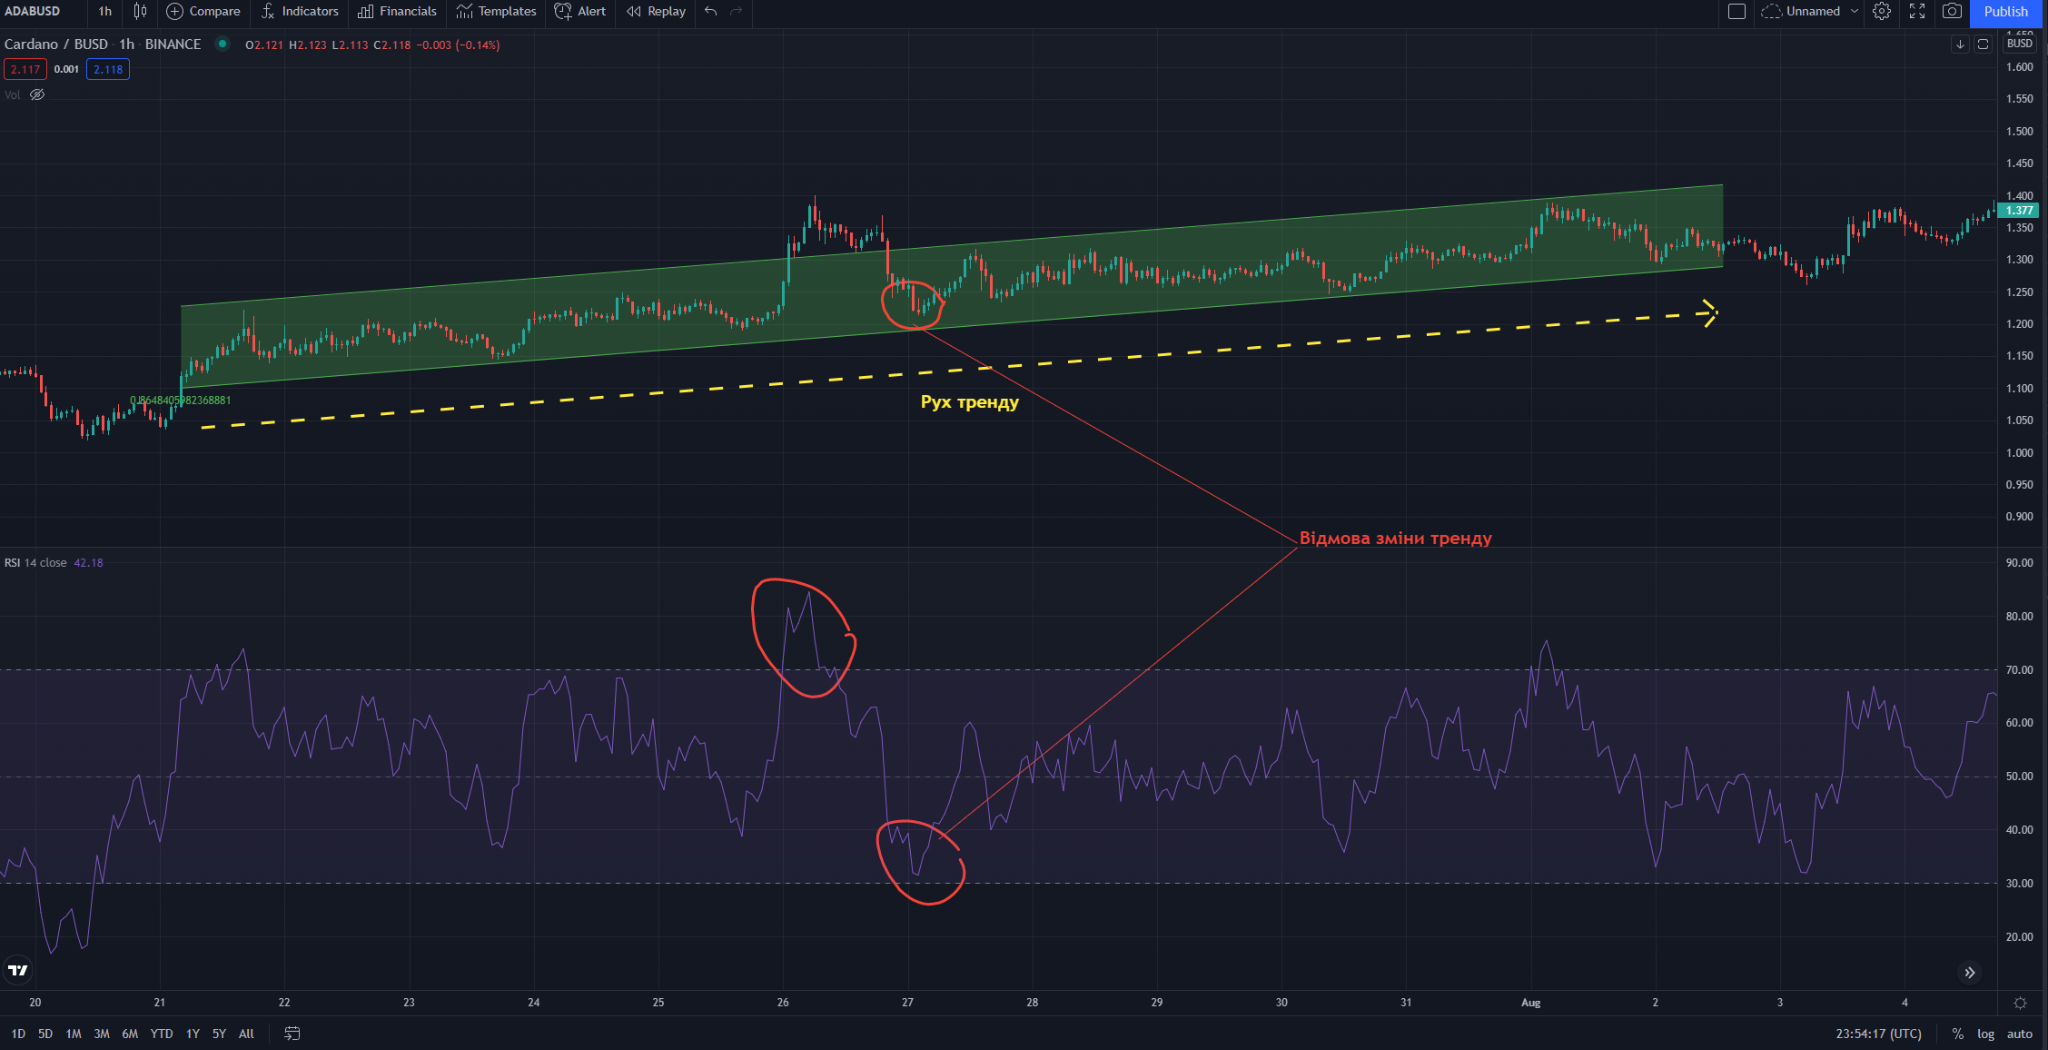 ADABUSD 1h Compare Indicators Financials Templates Alert Replay Unnamed Publish
Cardano / BUSD · 1h · BINANCE O2.121 H2.123 L2.113 C2.118 −0.003 (−0.14%)
BUSD
2.117 0.001 2.118
Vol
1.650
1.600
1.550
1.500
1.450
1.400
1.377
1.350
1.300
1.250
1.200
1.150
1.100
1.050
1.000
0.950
0.900
0.8648405982368881
Рух тренду
Відмова зміни тренду
RSI 14 close 42.18
90.00
80.00
70.00
60.00
50.00
40.00
30.00
20.00
20 21 22 23 24 25 26 27 28 29 30 31 Aug 2 3 4
1D 5D 1M 3M 6M YTD 1Y 5Y All 23:54:17 (UTC) % log auto